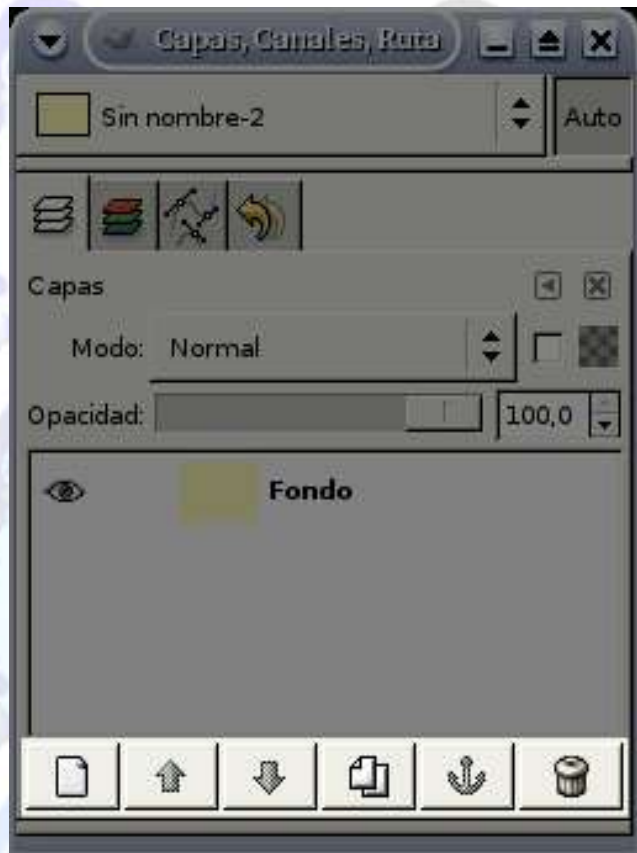 Capas, Canales, Ruta
Sin nombre-2
Auto
Capas
Modo: Normal
Opacidad: 100,0
Fondo